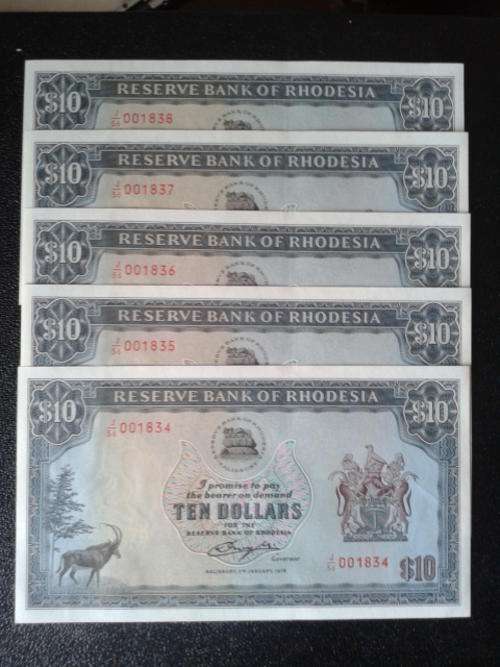 $10 RESERVE BANK OF RHODESIA $10
001838
$10 RESERVE BANK OF RHODESIA $10
001837
$10 RESERVE BANK OF RHODESIA $10
001836
$10 RESERVE BANK OF RHODESIA $10
001835
RESERVE BANK OF RHODESIA
$10 $10
J/54 001834
I promise to pay
the bearer on demand
TEN DOLLARS
FOR THE
RESERVE BANK OF RHODESIA
Governor
J/54 001834 $10